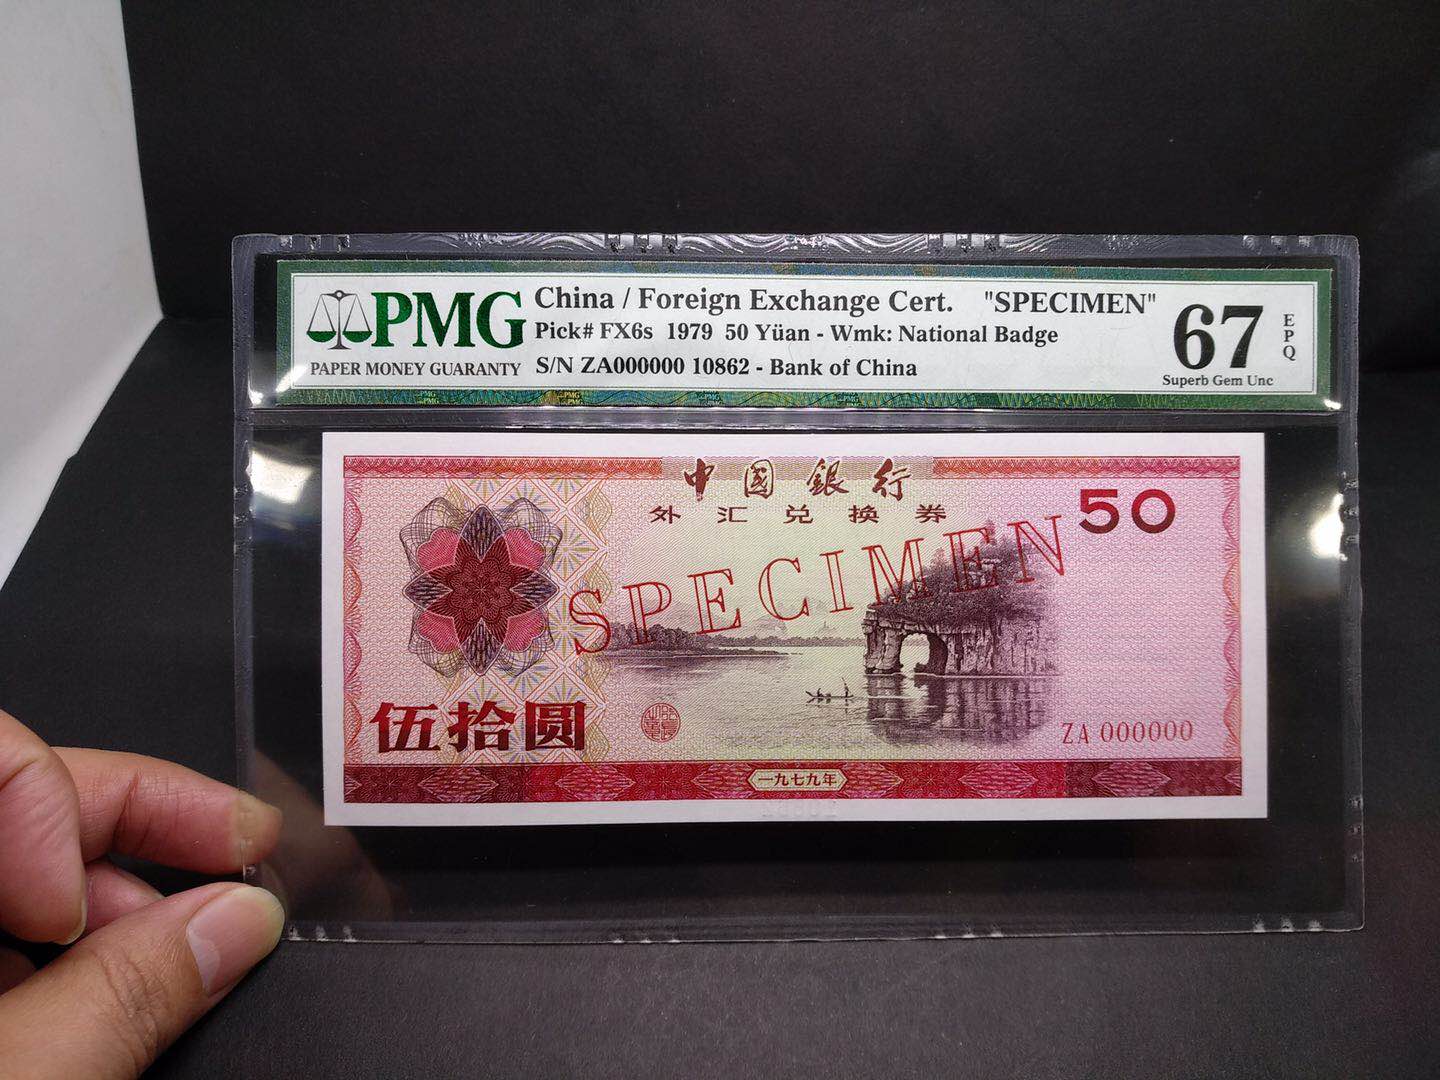 PMG
PAPER MONEY GUARANTY
China / Foreign Exchange Cert. "SPECIMEN"
Pick# FX6s 1979 50 Yüan - Wmk: National Badge
S/N ZA000000 10862 - Bank of China
67
EPQ
Superb Gem Unc
中國銀行
外汇兑换券
50
SPECIMEN
伍拾圆
ZA 000000
一九七九年